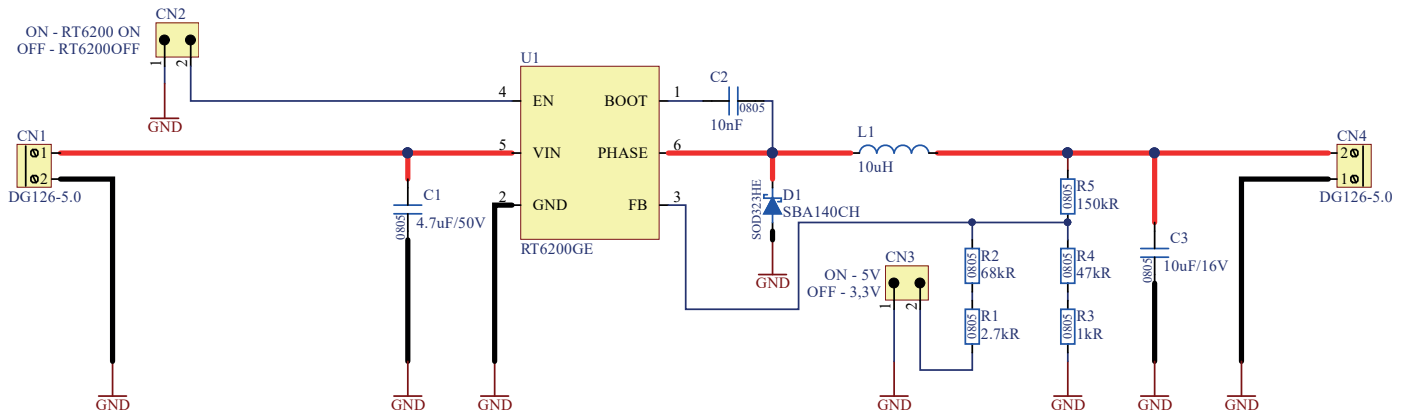 CN2
ON - RT6200 ON
OFF - RT6200OFF
1
2
GND
CN1
1
2
DG126-5.0
GND
C1
4.7uF/50V
0805
GND
U1
4
EN
BOOT
1
5
VIN
PHASE
6
2
GND
FB
3
RT6200GE
GND
C2
0805
10nF
L1
10uH
D1
SBA140CH
SOD323HE
GND
CN3
ON - 5V
OFF - 3,3V
1
2
GND
0805
R2
68kR
0805
R1
2.7kR
0805
R5
150kR
0805
R4
47kR
0805
R3
1kR
GND
C3
10uF/16V
0805
GND
CN4
2
1
DG126-5.0
GND